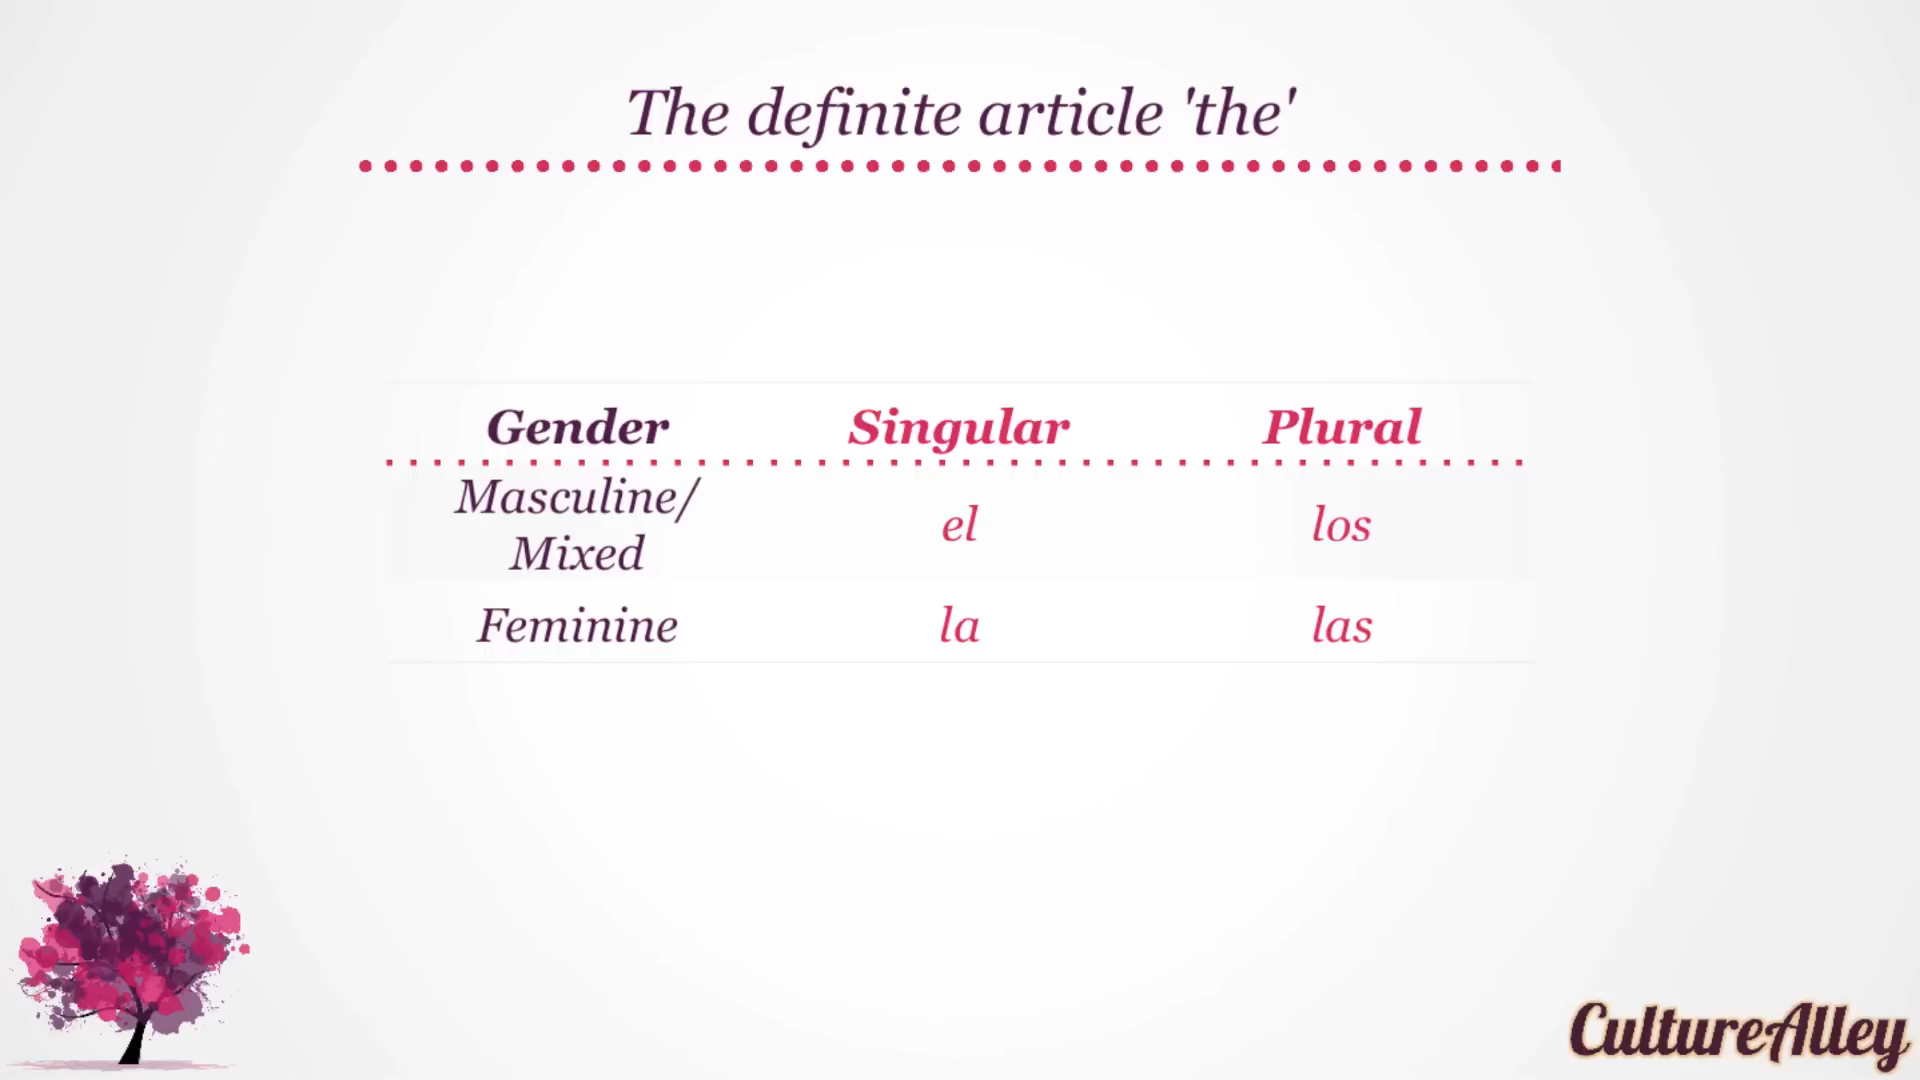 The definite article 'the'
Gender Singular Plural
Masculine/
Mixed el los
Feminine la las
CultureAlley